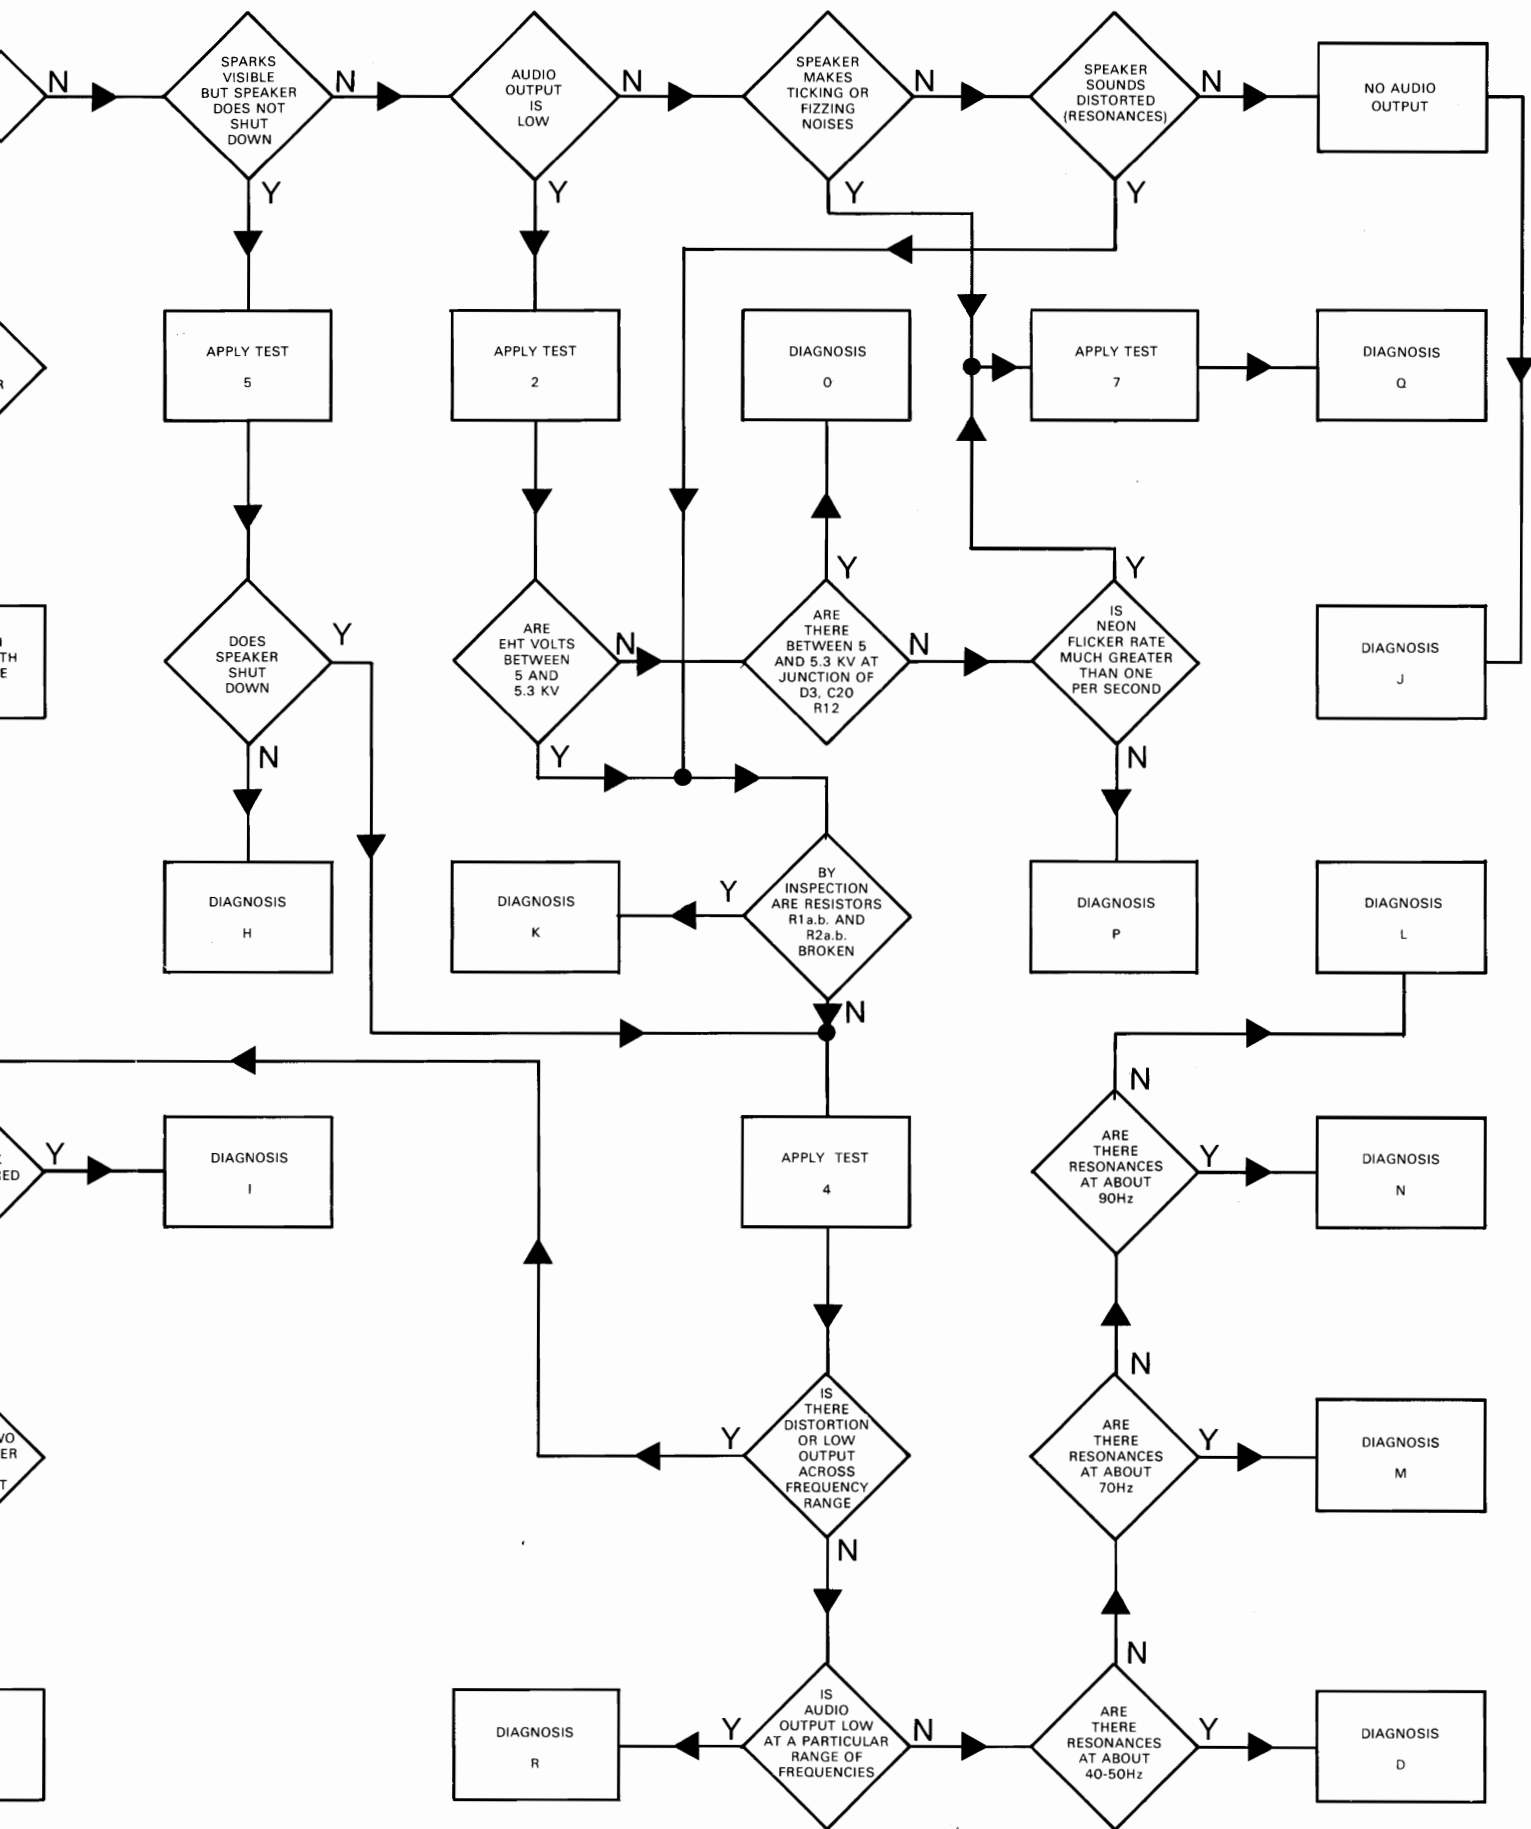 N
SPARKS
VISIBLE
BUT SPEAKER
DOES NOT
SHUT
DOWN
N
AUDIO
OUTPUT
IS
LOW
N
SPEAKER
MAKES
TICKING OR
FIZZING
NOISES
N
SPEAKER
SOUNDS
DISTORTED
(RESONANCES)
N
NO AUDIO
OUTPUT
Y
Y
Y
Y
R
APPLY TEST
5
APPLY TEST
2
DIAGNOSIS
O
APPLY TEST
7
DIAGNOSIS
Q
TH
E
DOES
SPEAKER
SHUT
DOWN
Y
N
ARE
EHT VOLTS
BETWEEN
5 AND
5.3 KV
N
Y
ARE
THERE
BETWEEN 5
AND 5.3 KV AT
JUNCTION OF
D3, C20
R12
Y
N
IS
NEON
FLICKER RATE
MUCH GREATER
THAN ONE
PER SECOND
Y
N
DIAGNOSIS
J
DIAGNOSIS
H
DIAGNOSIS
K
Y
BY
INSPECTION
ARE RESISTORS
R1a.b. AND
R2a.b.
BROKEN
N
DIAGNOSIS
P
DIAGNOSIS
L
RED
Y
DIAGNOSIS
I
APPLY TEST
4
N
ARE
THERE
RESONANCES
AT ABOUT
90Hz
Y
DIAGNOSIS
N
VO
ER
T
Y
IS
THERE
DISTORTION
OR LOW
OUTPUT
ACROSS
FREQUENCY
RANGE
N
N
ARE
THERE
RESONANCES
AT ABOUT
70Hz
Y
DIAGNOSIS
M
DIAGNOSIS
R
Y
IS
AUDIO
OUTPUT LOW
AT A PARTICULAR
RANGE OF
FREQUENCIES
N
N
ARE
THERE
RESONANCES
AT ABOUT
40-50Hz
Y
DIAGNOSIS
D